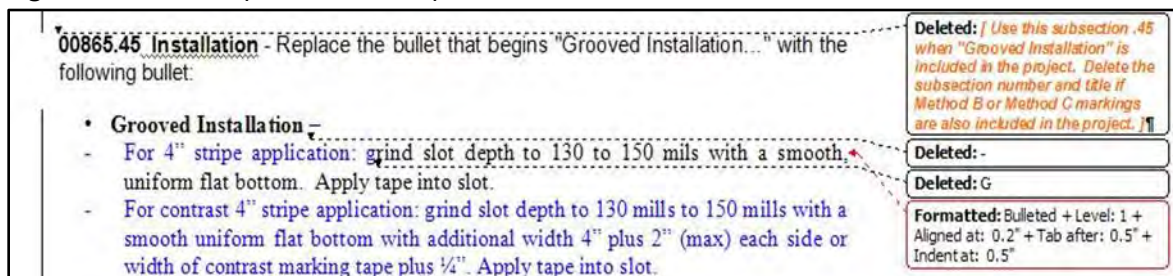 00865.45 Installation - Replace the bullet that begins "Grooved Installation..." with the
following bullet:
• Grooved Installation –
- For 4" stripe application: grind slot depth to 130 to 150 mils with a smooth,
uniform flat bottom. Apply tape into slot.
- For contrast 4" stripe application: grind slot depth to 130 mills to 150 mills with a
smooth uniform flat bottom with additional width 4" plus 2" (max) each side or
width of contrast marking tape plus ¼". Apply tape into slot.
Deleted: [ Use this subsection .45
when "Grooved Installation" is
included in the project. Delete the
subsection number and title if
Method B or Method C markings
are also included in the project. ]¶
Deleted: -
Deleted: G
Formatted: Bulleted + Level: 1 +
Aligned at: 0.2" + Tab after: 0.5" +
Indent at: 0.5"